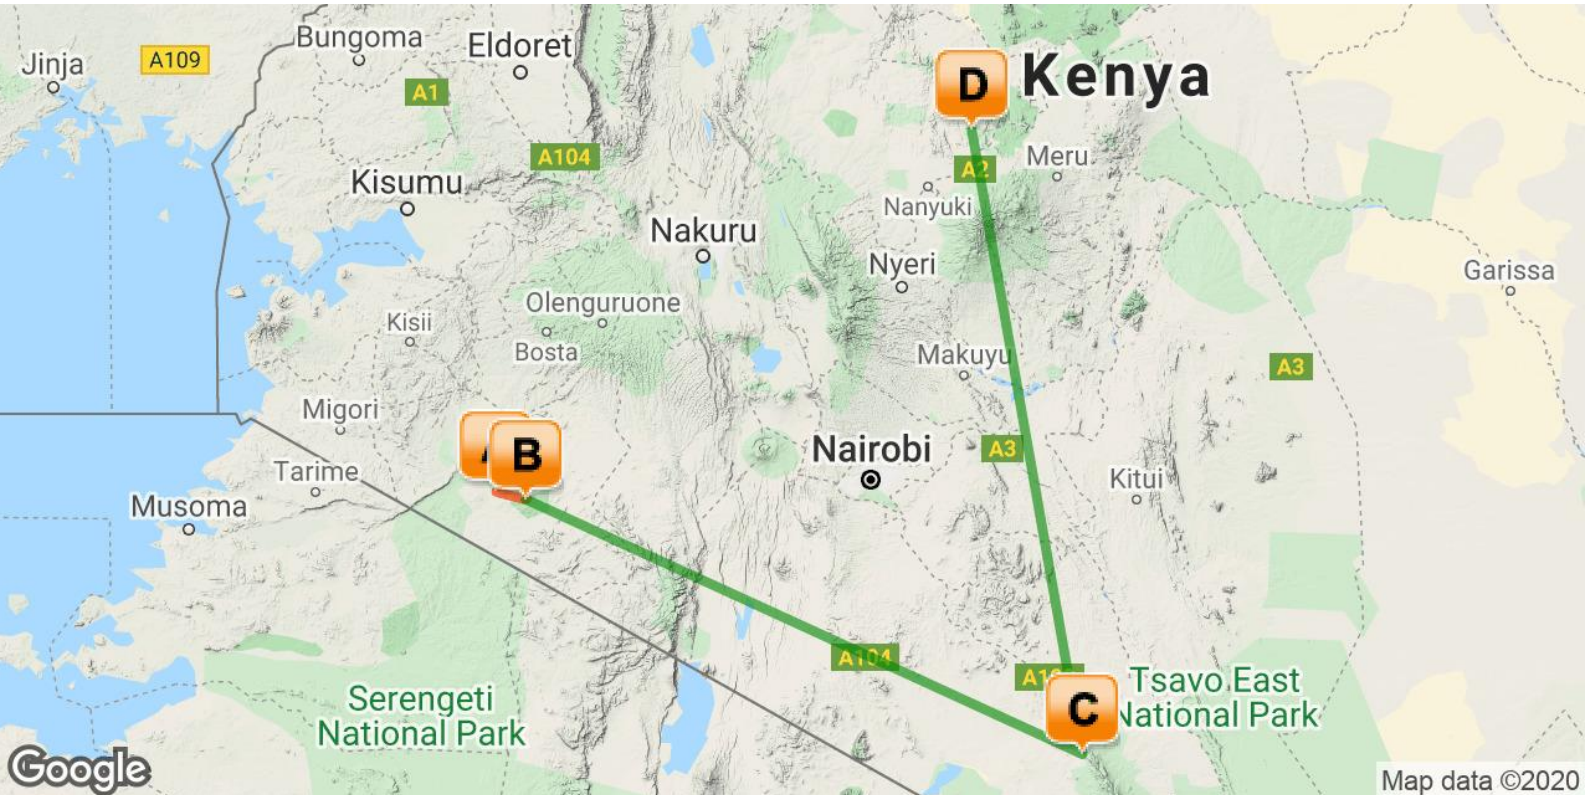 Bungoma
Eldoret
Jinja
A109
A1
D
Kenya
A104
Meru
A2
Kisumu
Nanyuki
Nakuru
Nyeri
Garissa
Olenguruone
Kisii
Bosta
Makuyu
A3
Migori
B
Nairobi
A3
Tarime
Kitui
Musoma
A104
Tsavo East
National Park
C
Serengeti
National Park
Google
Map data ©2020